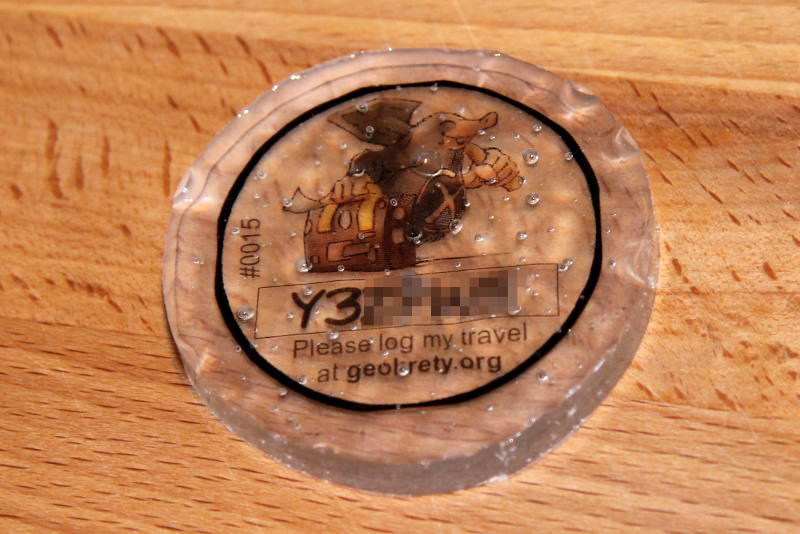 #0015
Y3
Please log my travel
at geokrety.org